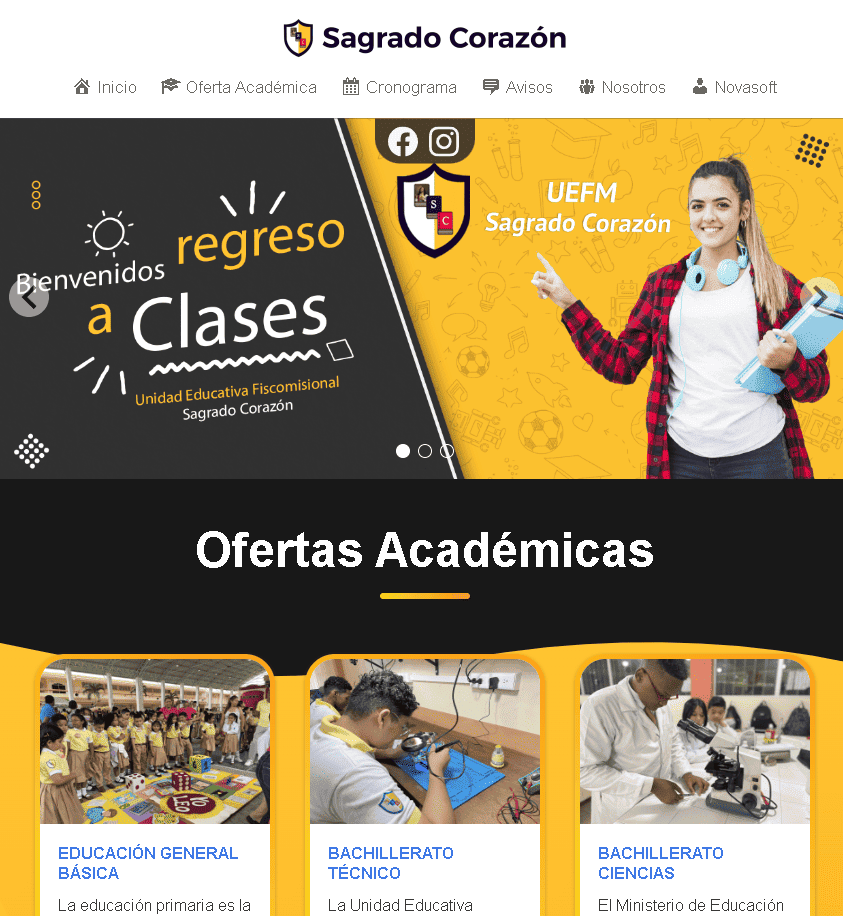 Sagrado Corazón
Inicio
Oferta Académica
Cronograma
Avisos
Nosotros
Novasoft
Bienvenidos
regreso
a Clases
Unidad Educativa Fiscomisional
Sagrado Corazón
S
C
UEFM
Sagrado Corazón
Ofertas Académicas
EDUCACIÓN GENERAL
BÁSICA
La educación primaria es la
BACHILLERATO
TÉCNICO
La Unidad Educativa
BACHILLERATO
CIENCIAS
El Ministerio de Educación